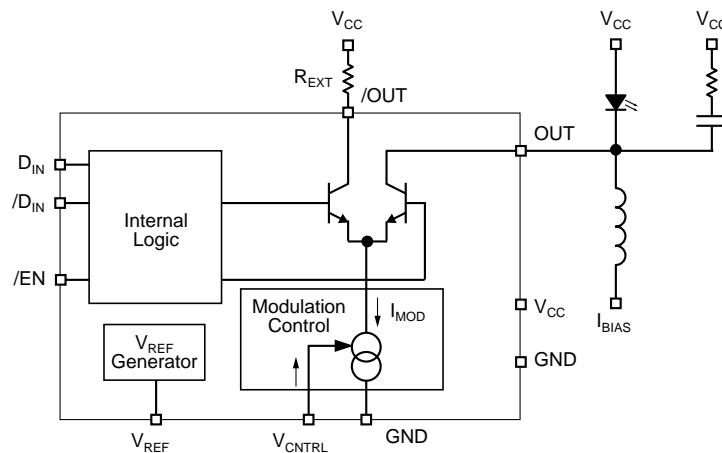 VCC
VCC
VCC
REXT
/OUT
OUT
DIN
/DIN
Internal
Logic
/EN
Modulation
Control
IMOD
VCC
IBIAS
VREF
Generator
GND
VREF
VCNTRL
GND